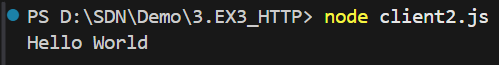 PS D:\SDN\Demo\3.EX3_HTTP> node client2.js
Hello World